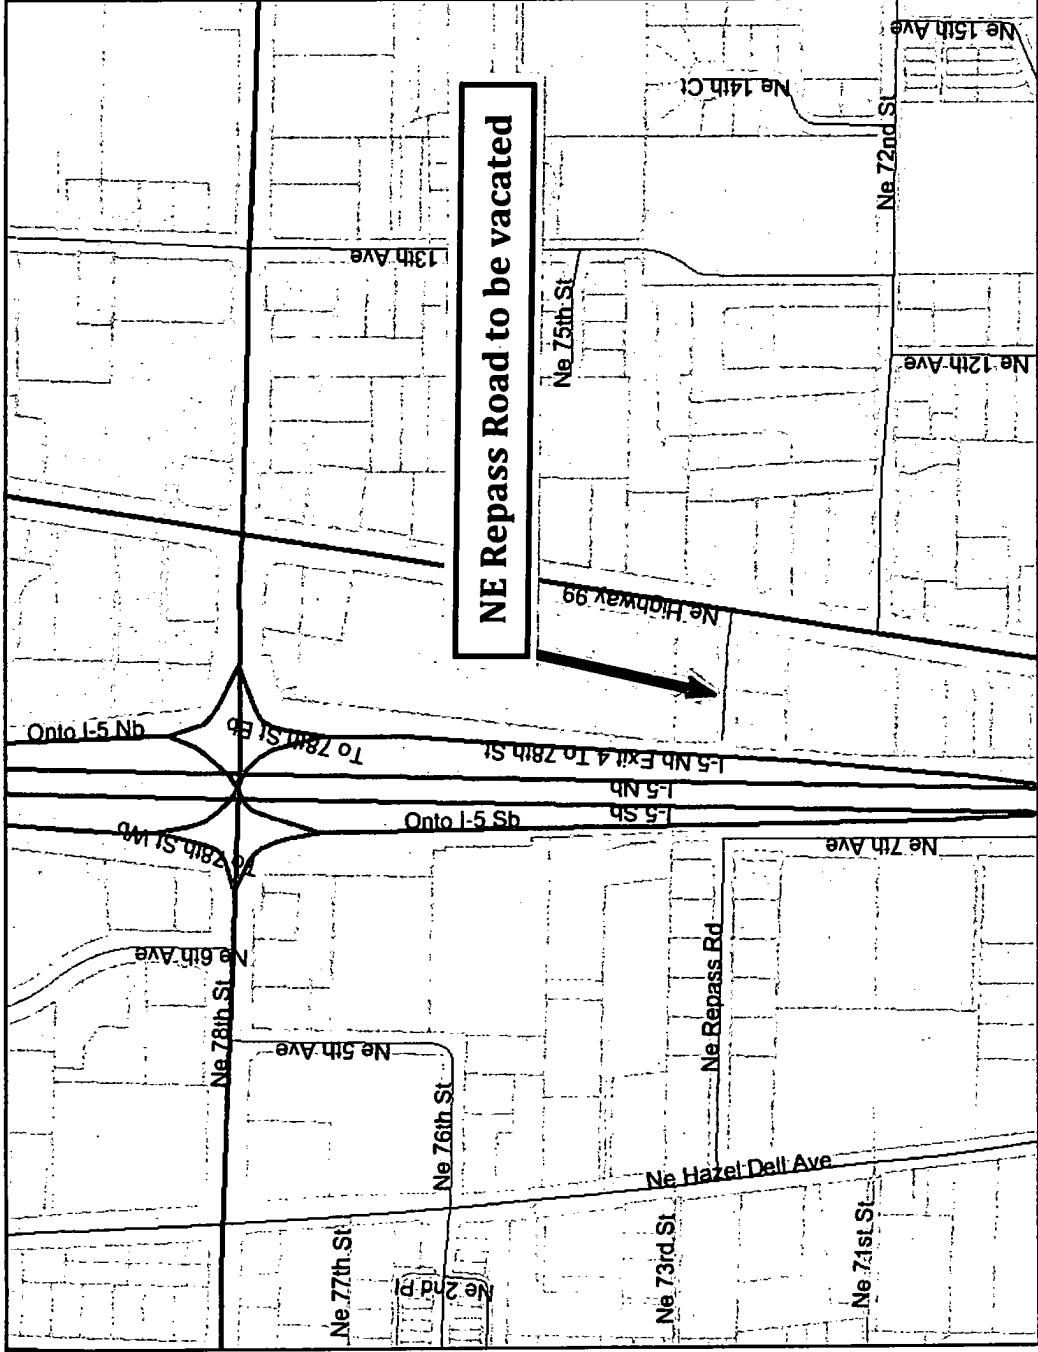 Ne 15th Ave
Ne 14th Ct
Ne 72nd St
13th Ave
NE Repass Road to be vacated
Ne 75th St
Ne 12th Ave
Ne Highway 99
Onto I-5 Nb
To 78th St Eb
I-5 Nb Exit 4 To 78th St
I-5 Nb
I-5 Sb
Onto I-5 Sb
To 78th St Wb
Ne 7th Ave
Ne 6th Ave
Ne 78th St
Ne Repass Rd
Ne 5th Ave
Ne 76th St
Ne Hazel Dell Ave
Ne 77th St
Ne 2nd Pl
Ne 73rd St
Ne 71st St